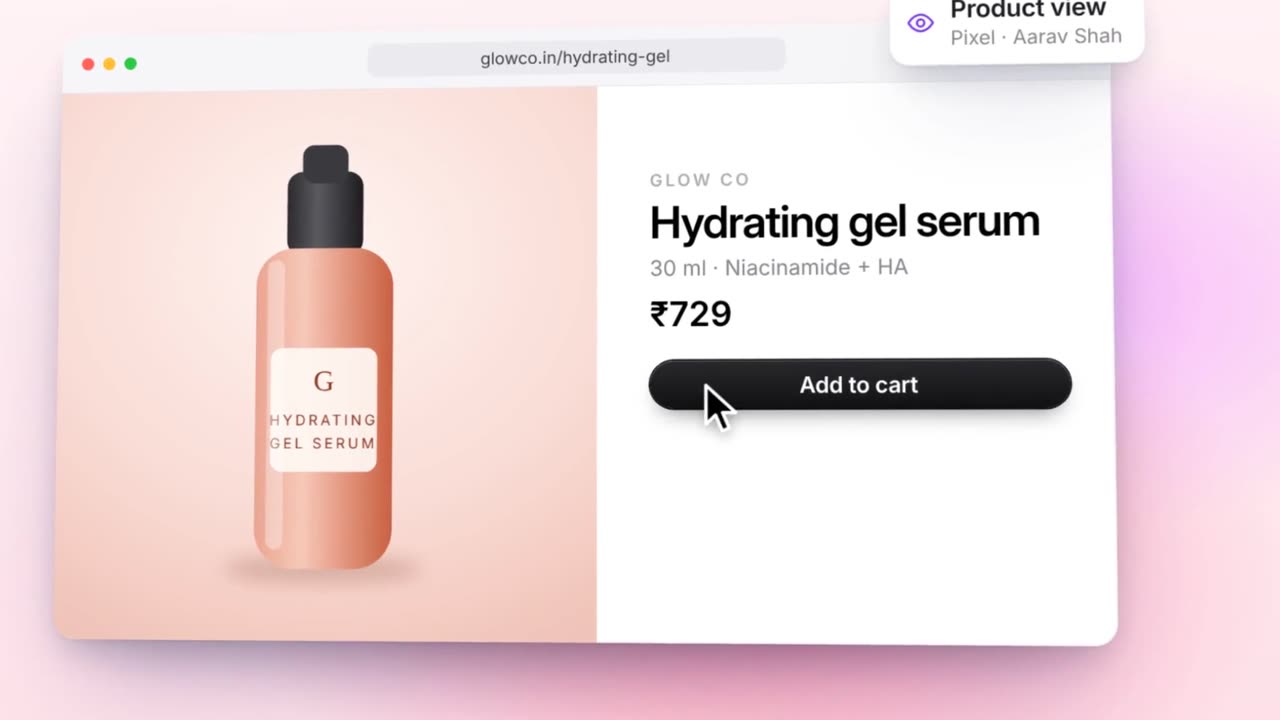 Product view
Pixel · Aarav Shah
glowco.in/hydrating-gel
GLOW CO
Hydrating gel serum
30 ml · Niacinamide + HA
₹729
Add to cart
G
HYDRATING
GEL SERUM